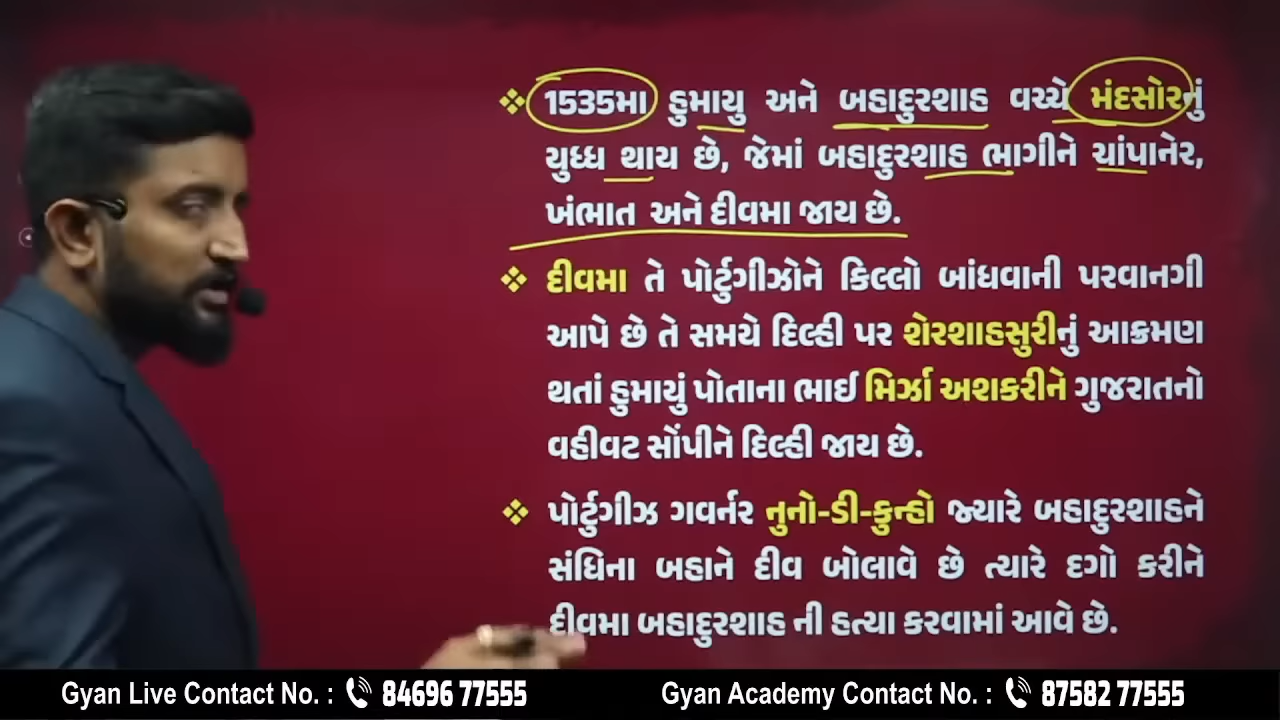 ❖ 1535મા હુમાયુ અને બહાદુરશાહ વચ્ચે મંદસોરનું
યુધ્ધ થાય છે, જેમાં બહાદુરશાહ ભાગીને ચાંપાનેર,
ખંભાત અને દીવમા જાય છે.
❖ દીવમા તે પોર્ટુગીઝોને કિલ્લો બાંધવાની પરવાનગી
આપે છે તે સમયે દિલ્હી પર શેરશાહસુરીનું આક્રમણ
થતાં હુમાયું પોતાના ભાઈ મિર્ઝા અશકરીને ગુજરાતનો
વહીવટ સોંપીને દિલ્હી જાય છે.
❖ પોર્ટુગીઝ ગવર્નર નુનો-ડી-કુન્હો જ્યારે બહાદુરશાહને
સંધિના બહાને દીવ બોલાવે છે ત્યારે દગો કરીને
દીવમા બહાદુરશાહ ની હત્યા કરવામાં આવે છે.
Gyan Live Contact No. : 84696 77555
Gyan Academy Contact No. : 87582 77555